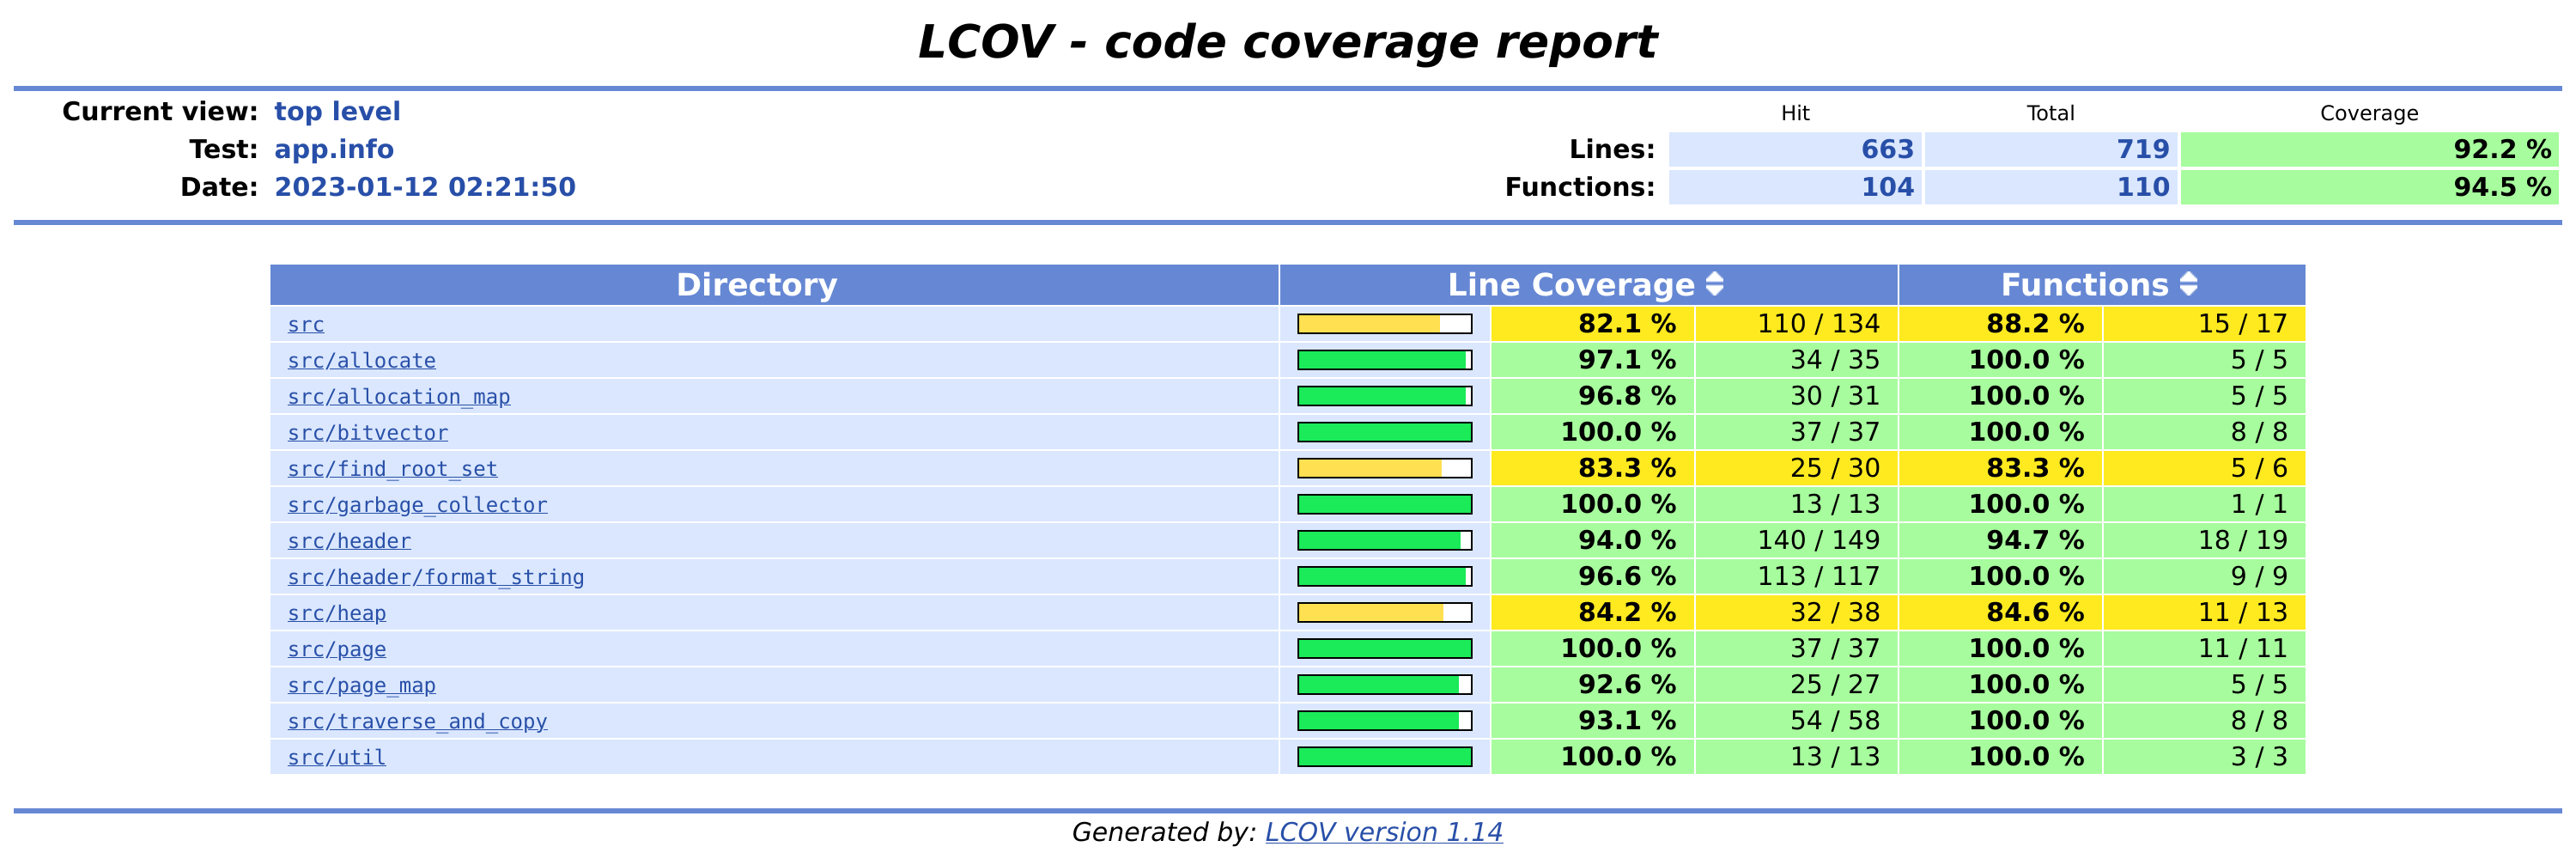 LCOV - code coverage report
Current view: top level Hit Total Coverage
Test: app.info Lines: 663 719 92.2 %
Date: 2023-01-12 02:21:50 Functions: 104 110 94.5 %
Directory Line Coverage Functions
src 82.1 % 110 / 134 88.2 % 15 / 17
src/allocate 97.1 % 34 / 35 100.0 % 5 / 5
src/allocation_map 96.8 % 30 / 31 100.0 % 5 / 5
src/bitvector 100.0 % 37 / 37 100.0 % 8 / 8
src/find_root_set 83.3 % 25 / 30 83.3 % 5 / 6
src/garbage_collector 100.0 % 13 / 13 100.0 % 1 / 1
src/header 94.0 % 140 / 149 94.7 % 18 / 19
src/header/format_string 96.6 % 113 / 117 100.0 % 9 / 9
src/heap 84.2 % 32 / 38 84.6 % 11 / 13
src/page 100.0 % 37 / 37 100.0 % 11 / 11
src/page_map 92.6 % 25 / 27 100.0 % 5 / 5
src/traverse_and_copy 93.1 % 54 / 58 100.0 % 8 / 8
src/util 100.0 % 13 / 13 100.0 % 3 / 3
Generated by: LCOV version 1.14